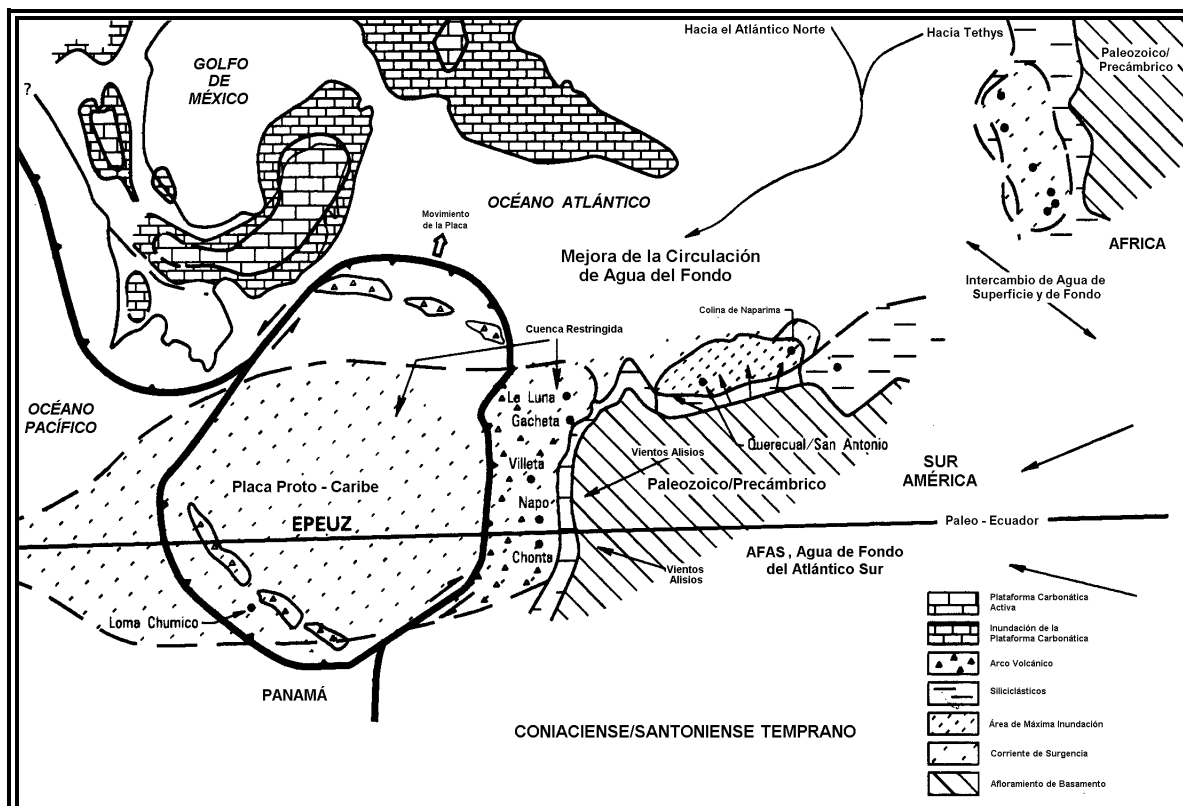 Hacia el Atlántico Norte
Hacia Tethys
Paleozoico/
Precámbrico
GOLFO
DE
MÉXICO
?
OCÉANO ATLÁNTICO
Movimiento
de la Placa
Mejora de la Circulación
de Agua del Fondo
AFRICA
Intercambio de Agua de
Superficie y de Fondo
Colina de Naparima
Cuenca Restringida
OCÉANO
PACÍFICO
La Luna
Gacheta
Querecual/San Antonio
Villeta
Vientos Alisios
SUR
AMÉRICA
Placa Proto - Caribe
Paleozoico/Precámbrico
Napo
EPEUZ
Paleo - Ecuador
Chonta
AFAS , Agua de Fondo
del Atlántico Sur
Vientos
Alisios
Loma Chumico
PANAMÁ
CONIACIENSE/SANTONIENSE TEMPRANO
Plataforma Carbonática
Activa
Inundación de la
Plataforma Carbonática
Arco Volcánico
Siliciclásticos
Área de Máxima Inundación
Corriente de Surgencia
Afloramiento de Basamento